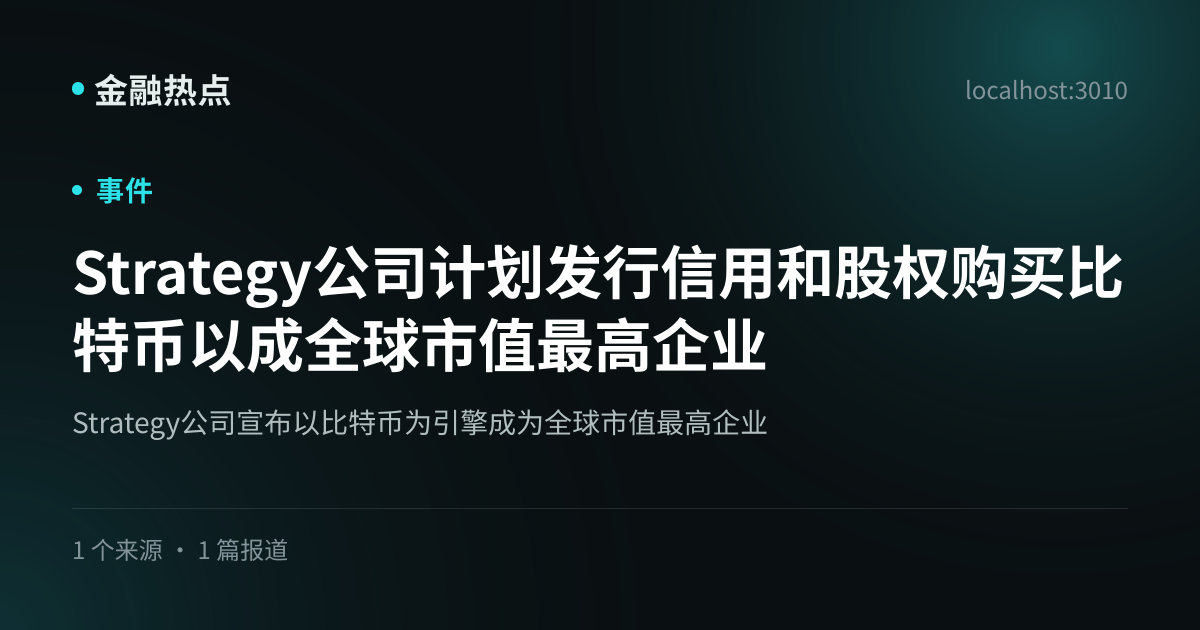 金融热点
localhost:3010
事件
Strategy公司计划发行信用和股权购买比
特币以成全球市值最高企业
Strategy公司宣布以比特币为引擎成为全球市值最高企业
1 个来源 · 1 篇报道